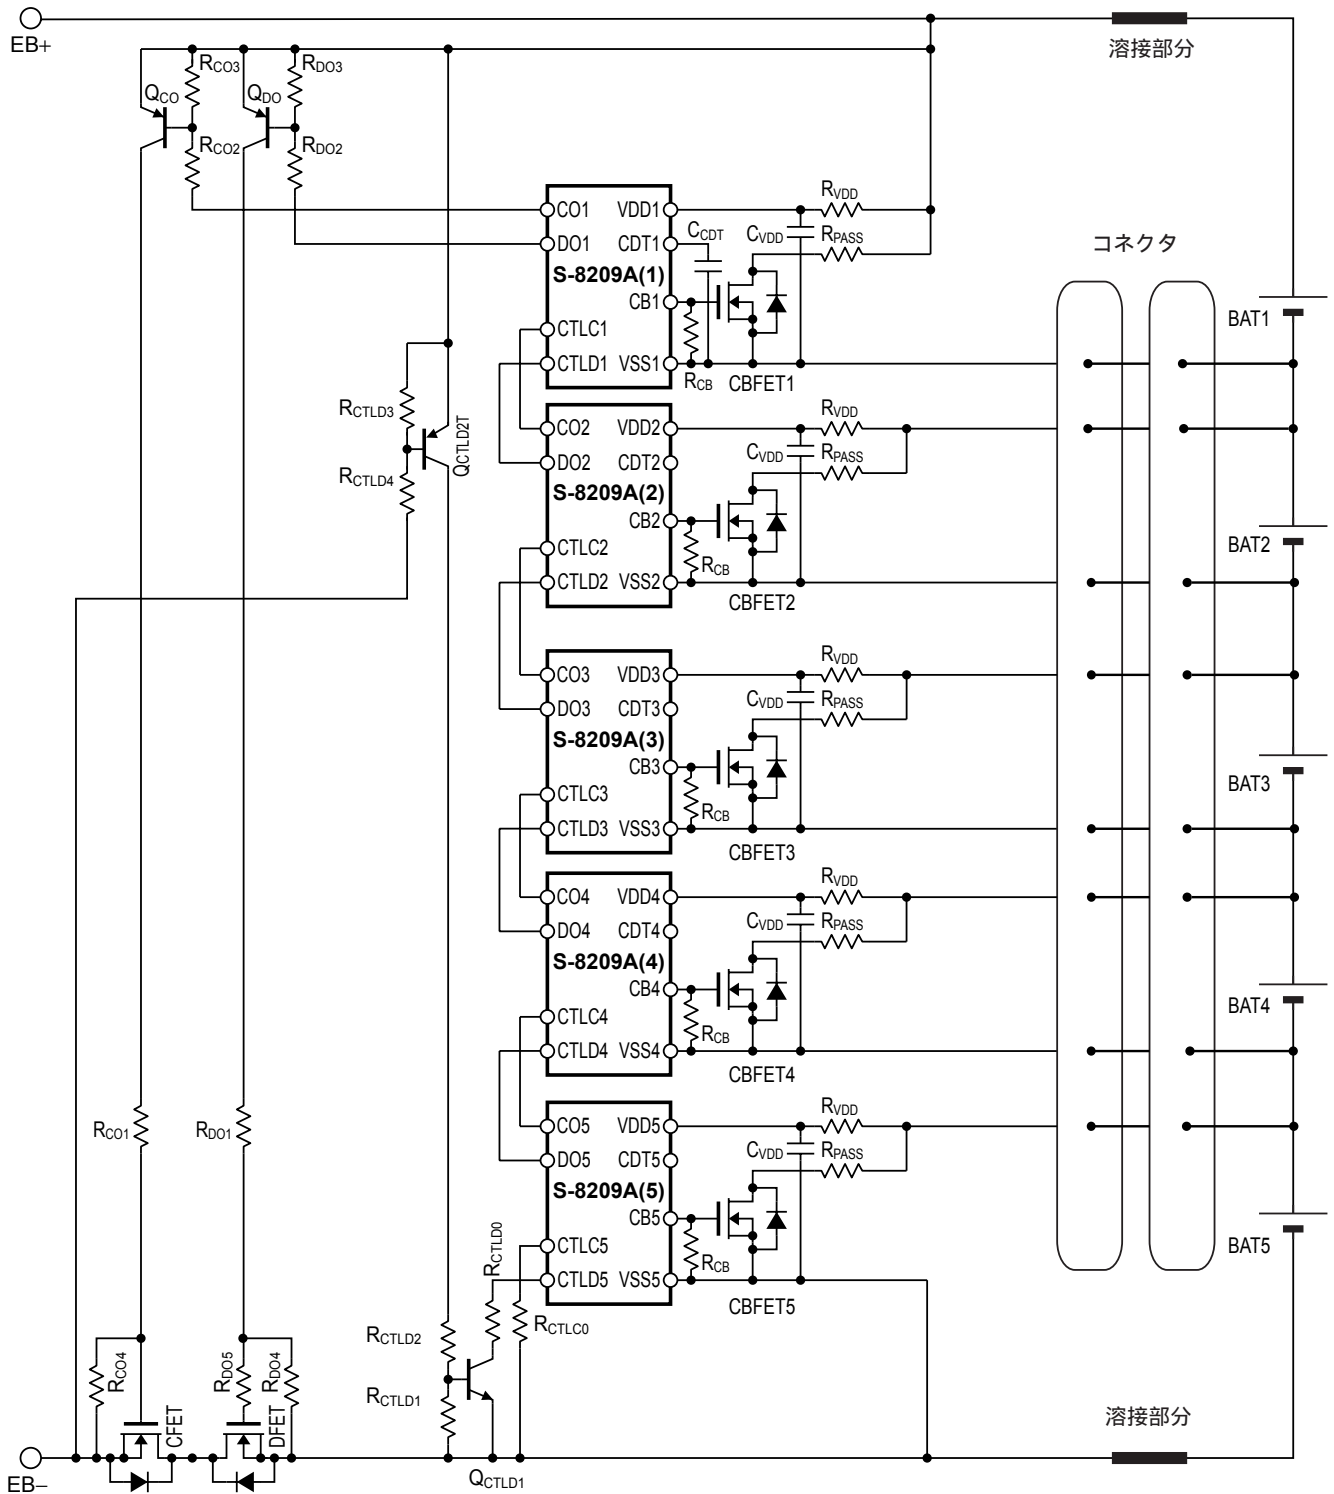 EB+
溶接部分
RCO3
RDO3
QCO
QDO
RCO2
RDO2
RVDD
CO1
VDD1
CCDT
CVDD
RPASS
DO1
CDT1
コネクタ
S-8209A(1)
CB1
BAT1
CTLC1
CTLD1
VSS1
RCB
CBFET1
RCTLD3
QCTLD2T
RVDD
CO2
VDD2
CVDD
RPASS
RCTLD4
DO2
CDT2
S-8209A(2)
CB2
BAT2
CTLC2
RCB
CTLD2
VSS2
CBFET2
RVDD
CO3
VDD3
CVDD
RPASS
DO3
CDT3
S-8209A(3)
CB3
BAT3
CTLC3
RCB
CTLD3
VSS3
CBFET3
RVDD
CO4
VDD4
CVDD
RPASS
DO4
CDT4
S-8209A(4)
CB4
BAT4
CTLC4
RCB
CTLD4
VSS4
CBFET4
RCO1
RDO1
RVDD
CO5
VDD5
CVDD
RPASS
DO5
CDT5
S-8209A(5)
CB5
BAT5
RCTLD0
CTLC5
RCB
CTLD5
VSS5
CBFET5
RCTLD2
RCTLC0
RCO4
RDO5
RDO4
RCTLD1
CFET
DFET
溶接部分
EB−
QCTLD1